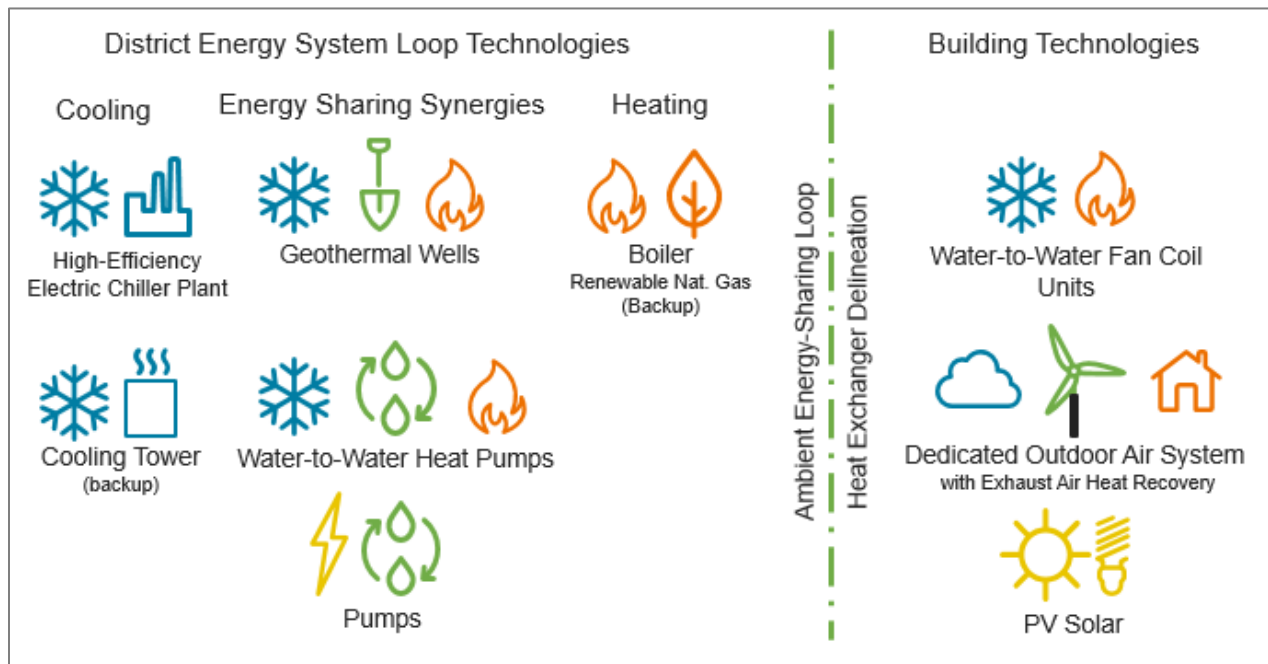 District Energy System Loop Technologies
Cooling
Energy Sharing Synergies
Heating
High-Efficiency
Electric Chiller Plant
Geothermal Wells
Boiler
Renewable Nat. Gas
(Backup)
Cooling Tower
(backup)
Water-to-Water Heat Pumps
Pumps
Ambient Energy-Sharing Loop
Heat Exchanger Delineation
Building Technologies
Water-to-Water Fan Coil
Units
Dedicated Outdoor Air System
with Exhaust Air Heat Recovery
PV Solar